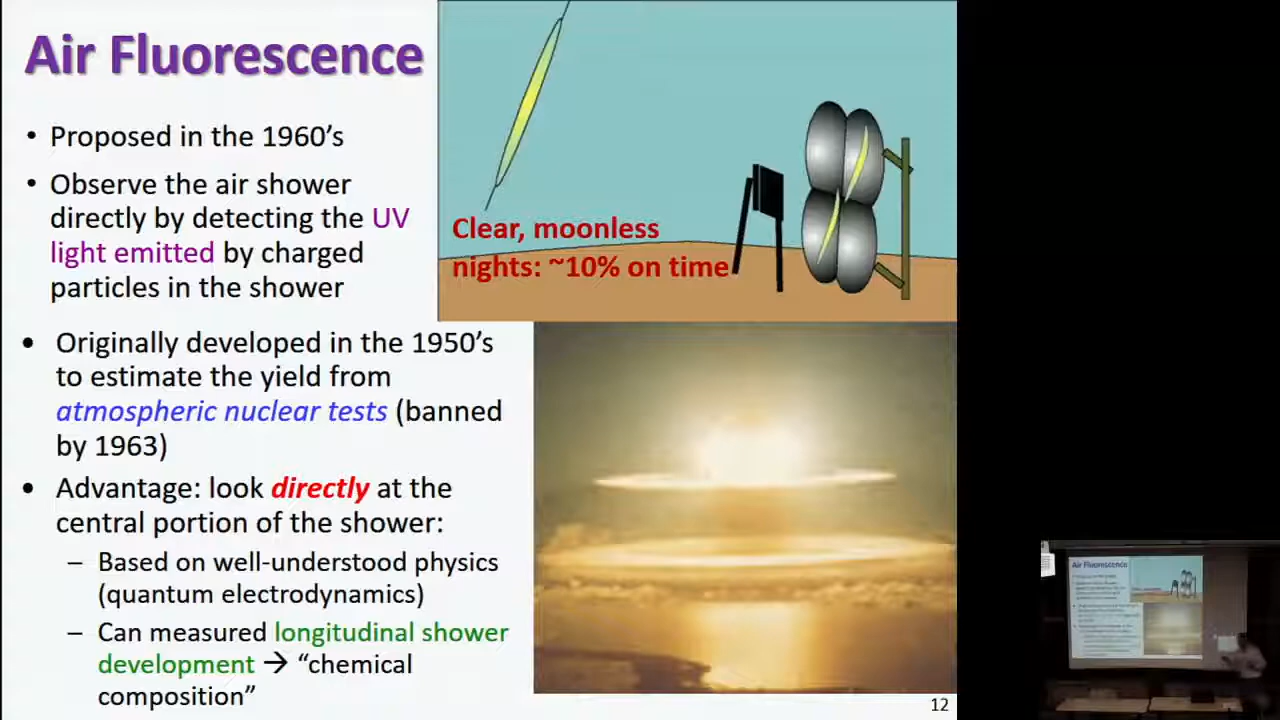 Air Fluorescence
• Proposed in the 1960’s
• Observe the air shower
directly by detecting the UV
light emitted by charged
particles in the shower
• Originally developed in the 1950’s
to estimate the yield from
atmospheric nuclear tests (banned
by 1963)
• Advantage: look directly at the
central portion of the shower:
– Based on well-understood physics
(quantum electrodynamics)
– Can measured longitudinal shower
development → “chemical
composition”
Clear, moonless
nights: ~10% on time
12
Air Fluorescence